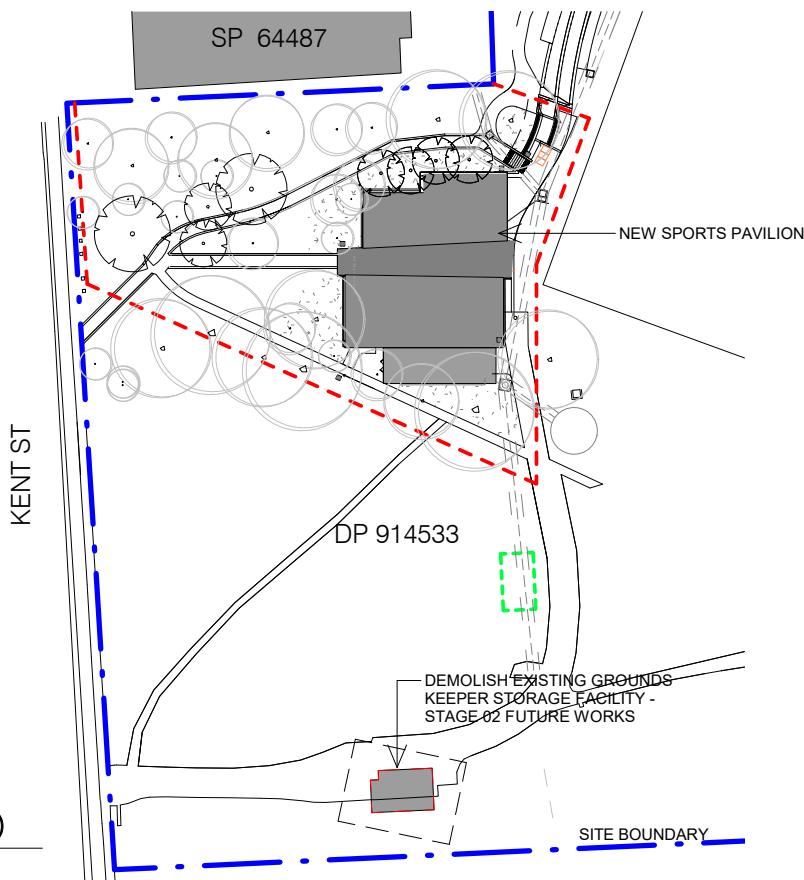 SP 64487
NEW SPORTS PAVILION
KENT ST
DP 914533
DEMOLISH EXISTING GROUNDS
KEEPER STORAGE FACILITY -
STAGE 02 FUTURE WORKS
)
SITE BOUNDARY